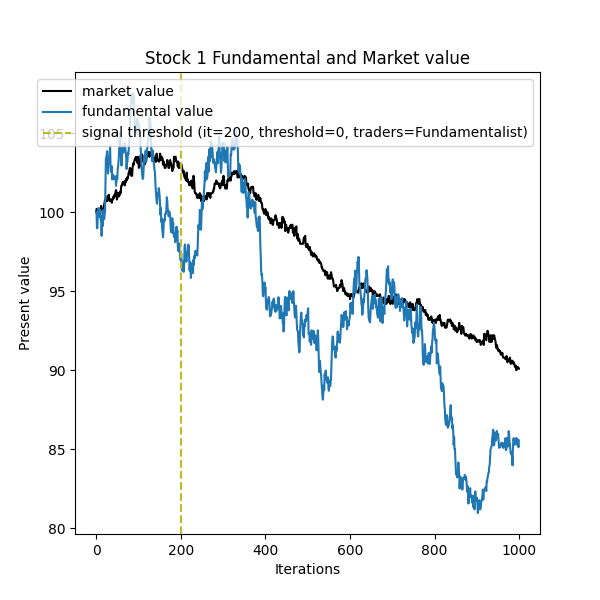 Stock 1 Fundamental and Market value
market value
fundamental value
signal threshold (it=200, threshold=0, traders=Fundamentalist)
105
100
95
90
85
80
Present value
0
200
400
600
800
1000
Iterations